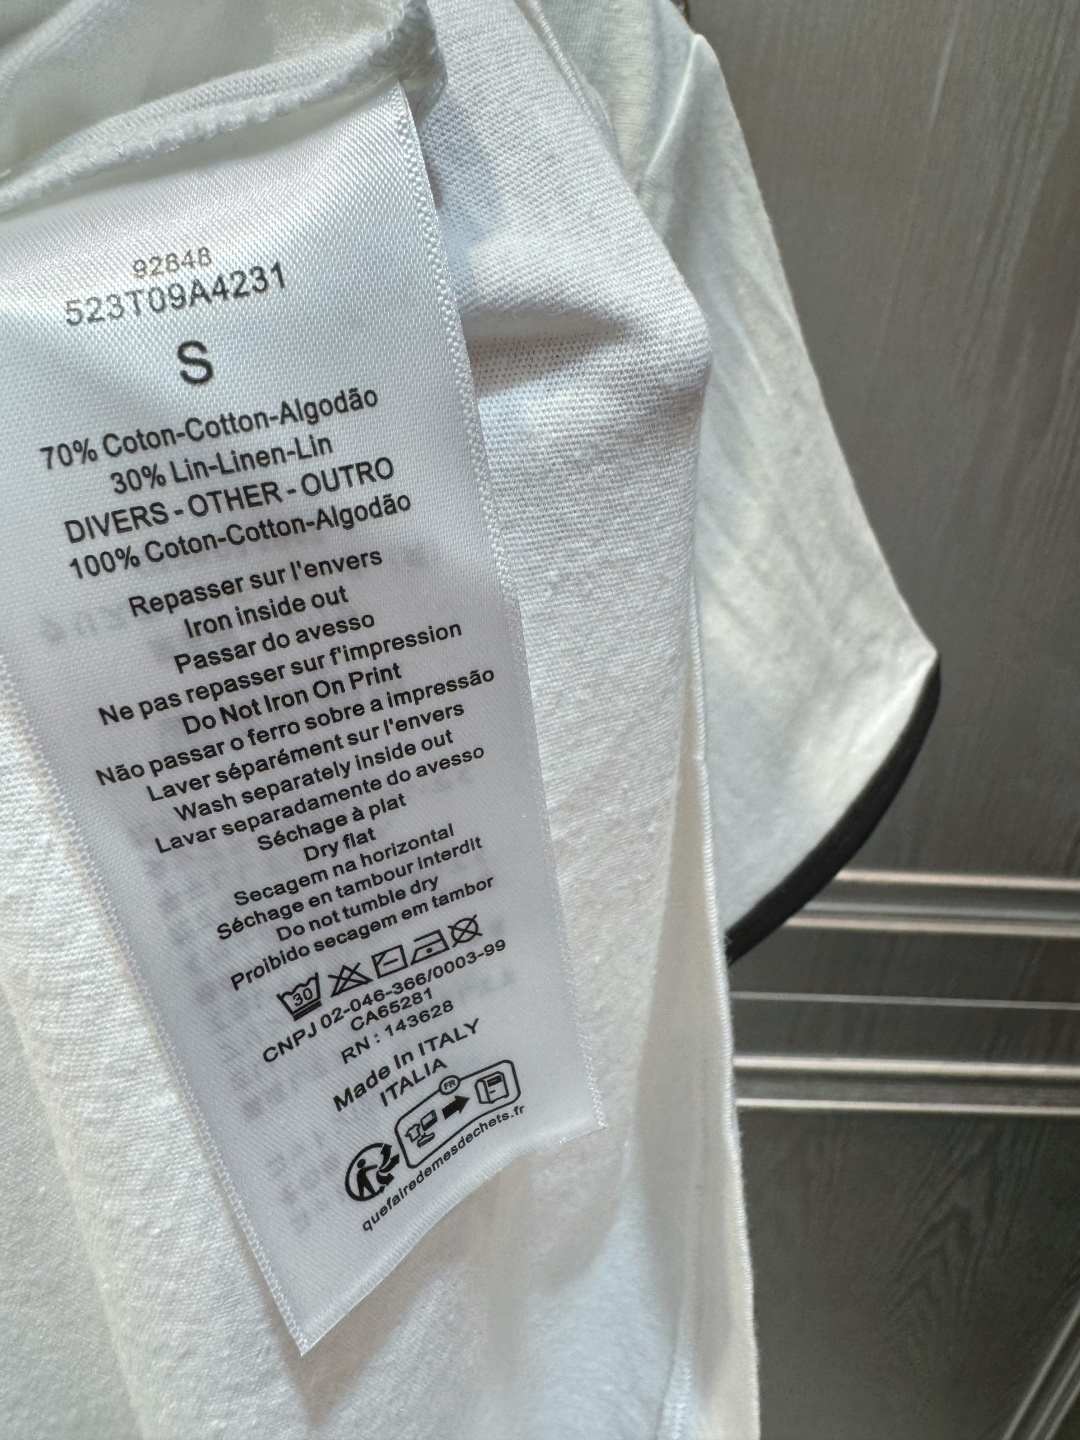 92848
523T09A4231
S
70% Coton-Cotton-Algodão
30% Lin-Linen-Lin
DIVERS - OTHER - OUTRO
100% Coton-Cotton-Algodão
Repasser sur l'envers
Iron inside out
Passar do avesso
Ne pas repasser sur f'impression
Do Not Iron On Print
Não passar o ferro sobre a impressão
Laver séparément sur l'envers
Wash separately inside out
Lavar separadamente do avesso
Séchage à plat
Dry flat
Secagem na horizontal
Séchage en tambour interdit
Do not tumble dry
Proibido secagem em tambor
30
CNPJ 02-046-366/0003-99
CA65281
RN : 143628
Made In ITALY
ITALIA
FR
quefairedemesdechets.fr